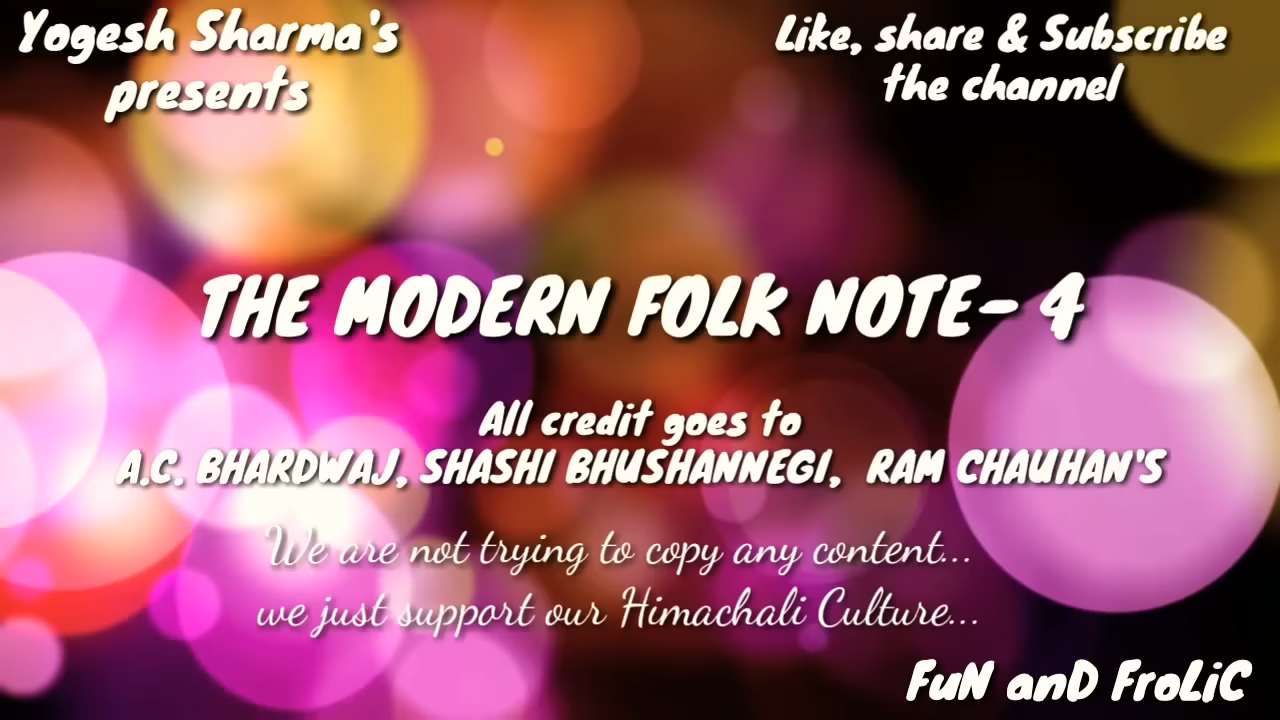 Yogesh Sharma's
presents
Like, share & Subscribe
the channel
THE MODERN FOLK NOTE- 4
All credit goes to
A.C. BHARDWAJ, SHASHI BHUSHANNEGI, RAM CHAUHAN'S
We are not trying to copy any content...
we just support our Himachali Culture...
FuN anD FroLiC